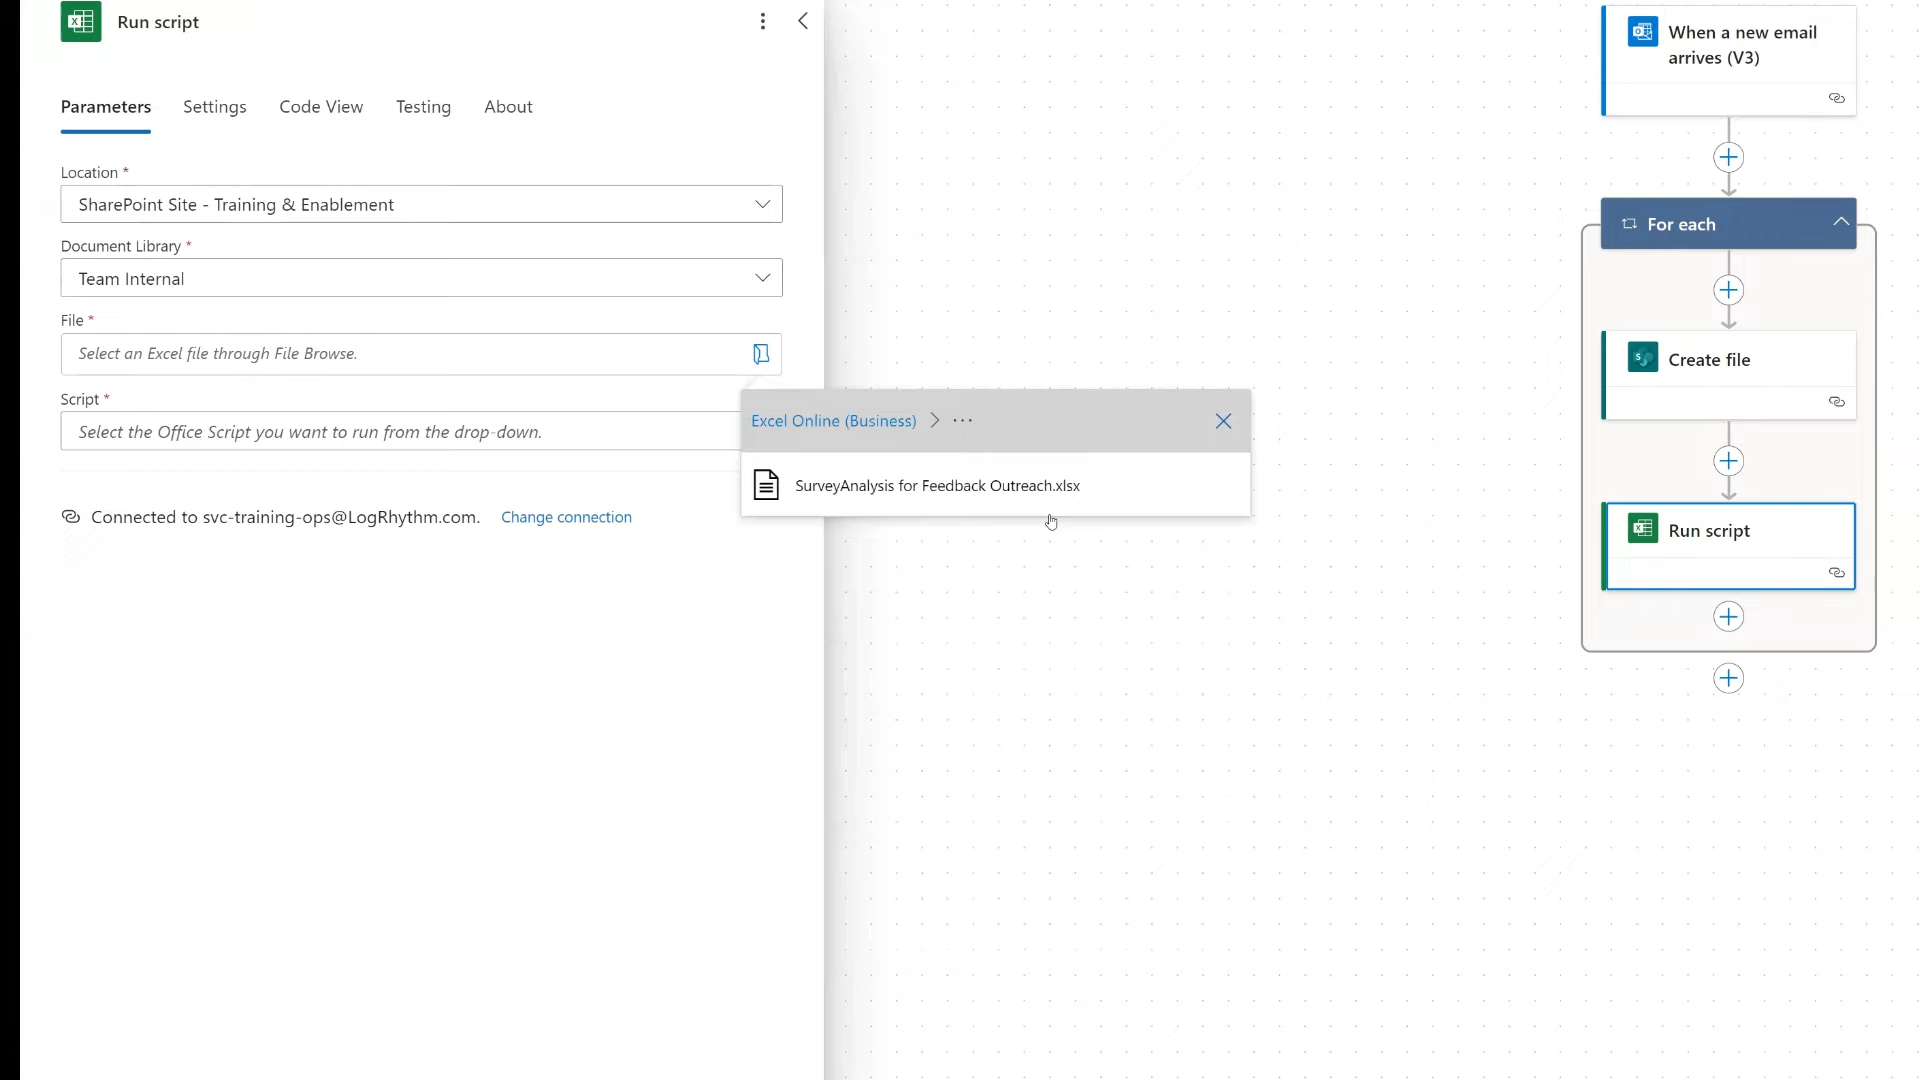 Run script
Parameters
Settings
Code View
Testing
About
Location *
SharePoint Site - Training & Enablement
Document Library *
Team Internal
File *
Select an Excel file through File Browse.
Script *
Select the Office Script you want to run from the drop-down.
Connected to svc-training-ops@LogRhythm.com. Change connection
Excel Online (Business) > ···
SurveyAnalysis for Feedback Outreach.xlsx
When a new email
arrives (V3)
For each
Create file
Run script